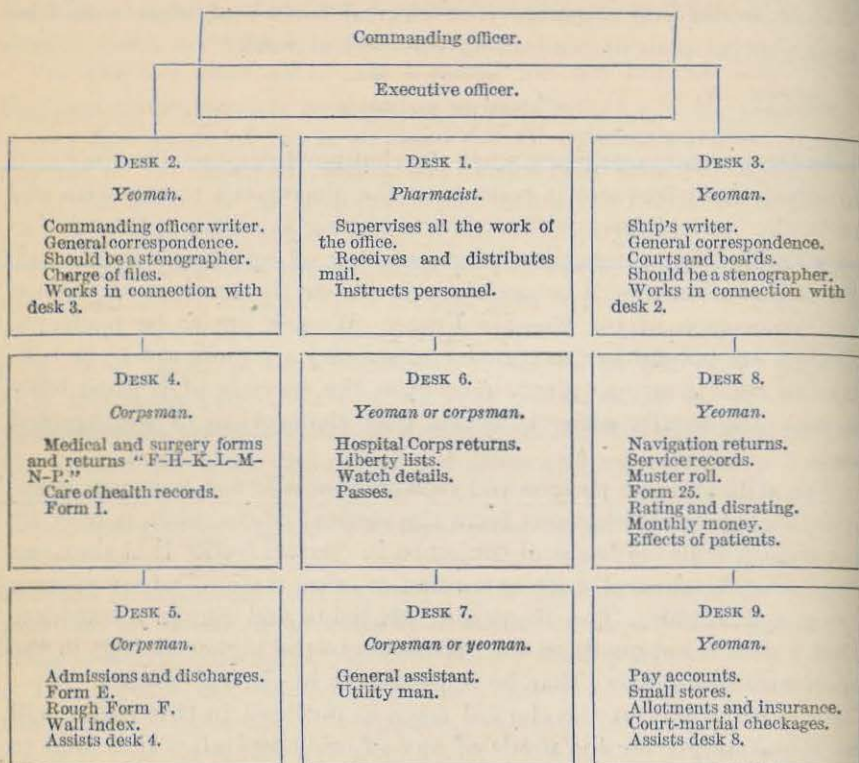 Commanding officer.
Executive officer.
DESK 2.
Yeoman.
Commanding officer writer.
General correspondence.
Should be a stenographer.
Charge of files.
Works in connection with
desk 3.
DESK 1.
Pharmacist.
Supervises all the work of
the office.
Receives and distributes
mail.
Instructs personnel.
DESK 3.
Yeoman.
Ship's writer.
General correspondence.
Courts and boards.
Should be a stenographer.
Works in connection with
desk 2.
DESK 4.
Corpsman.
Medical and surgery forms
and returns "F-H-K-L-M-
N-P."
Care of health records.
Form I.
DESK 6.
Yeoman or corpsman.
Hospital Corps returns.
Liberty lists.
Watch details.
Passes.
DESK 8.
Yeoman.
Navigation returns.
Service records.
Muster roll.
Form 25.
Rating and disrating.
Monthly money.
Effects of patients.
DESK 5.
Corpsman.
Admissions and discharges.
Form E.
Rough Form F.
Wall index.
Assists desk 4.
DESK 7.
Corpsman or yeoman.
General assistant.
Utility man.
DESK 9.
Yeoman.
Pay accounts.
Small stores.
Allotments and insurance.
Court-martial checkages.
Assists desk 8.